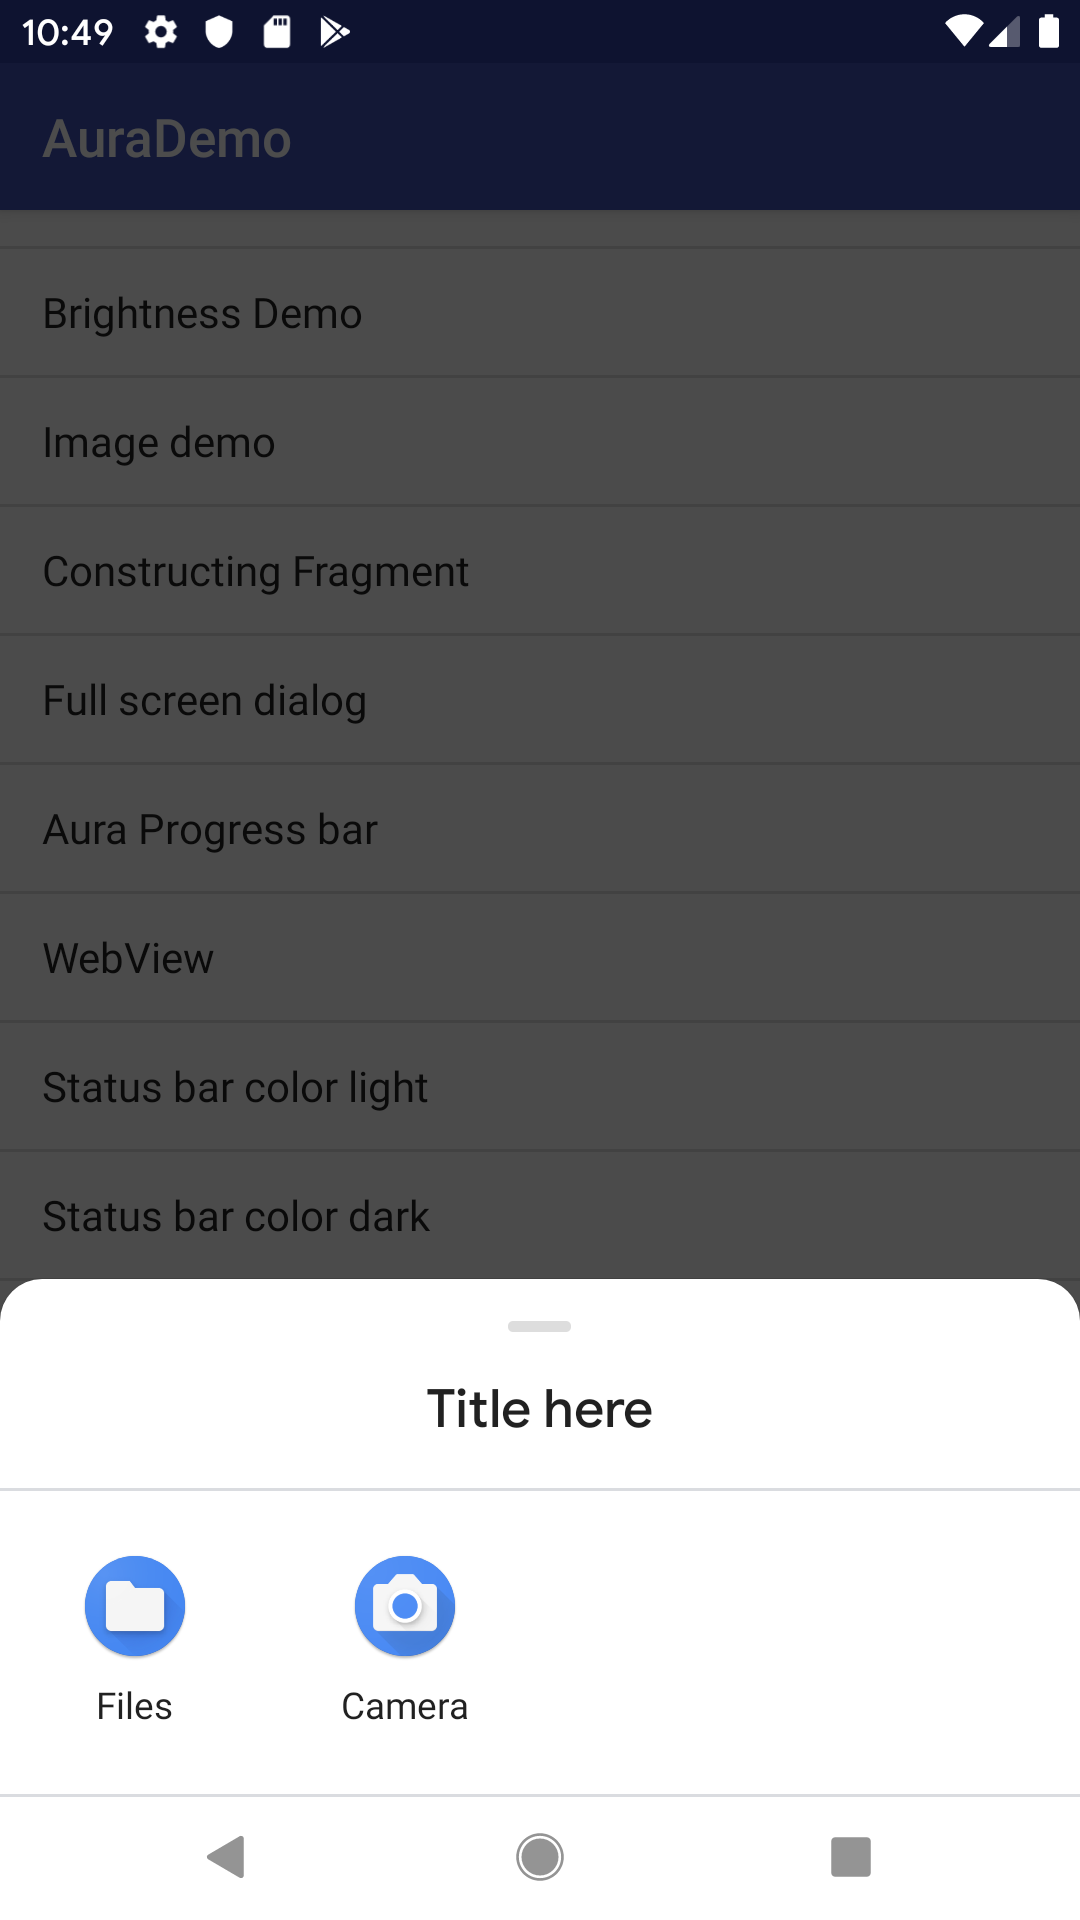 10:49
AuraDemo
Brightness Demo
Image demo
Constructing Fragment
Full screen dialog
Aura Progress bar
WebView
Status bar color light
Status bar color dark
Title here
Files
Camera